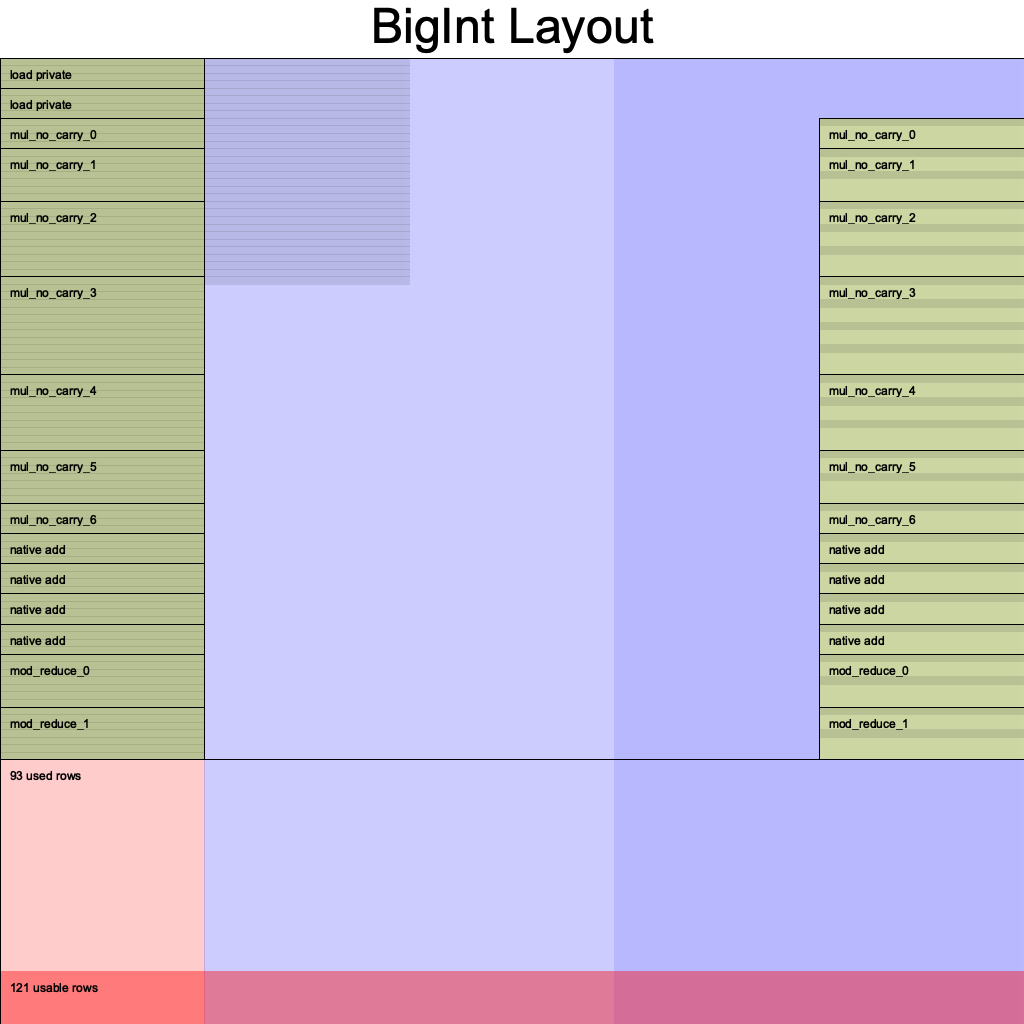 BigInt Layout
load private
load private
mul_no_carry_0
mul_no_carry_0
mul_no_carry_1
mul_no_carry_1
mul_no_carry_2
mul_no_carry_2
mul_no_carry_3
mul_no_carry_3
mul_no_carry_4
mul_no_carry_4
mul_no_carry_5
mul_no_carry_5
mul_no_carry_6
mul_no_carry_6
native add
native add
native add
native add
native add
native add
native add
native add
mod_reduce_0
mod_reduce_0
mod_reduce_1
mod_reduce_1
93 used rows
121 usable rows